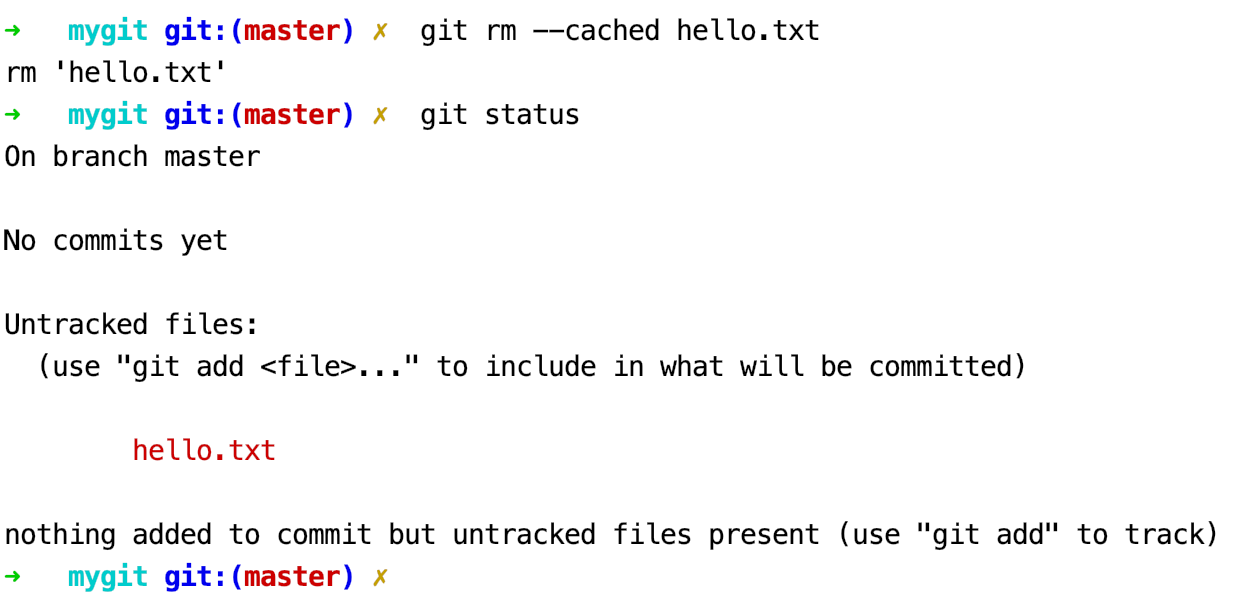 → mygit git:(master) ✗ git rm --cached hello.txt
rm 'hello.txt'
→ mygit git:(master) ✗ git status
On branch master
No commits yet
Untracked files:
(use "git add <file>..." to include in what will be committed)
hello.txt
nothing added to commit but untracked files present (use "git add" to track)
→ mygit git:(master) ✗